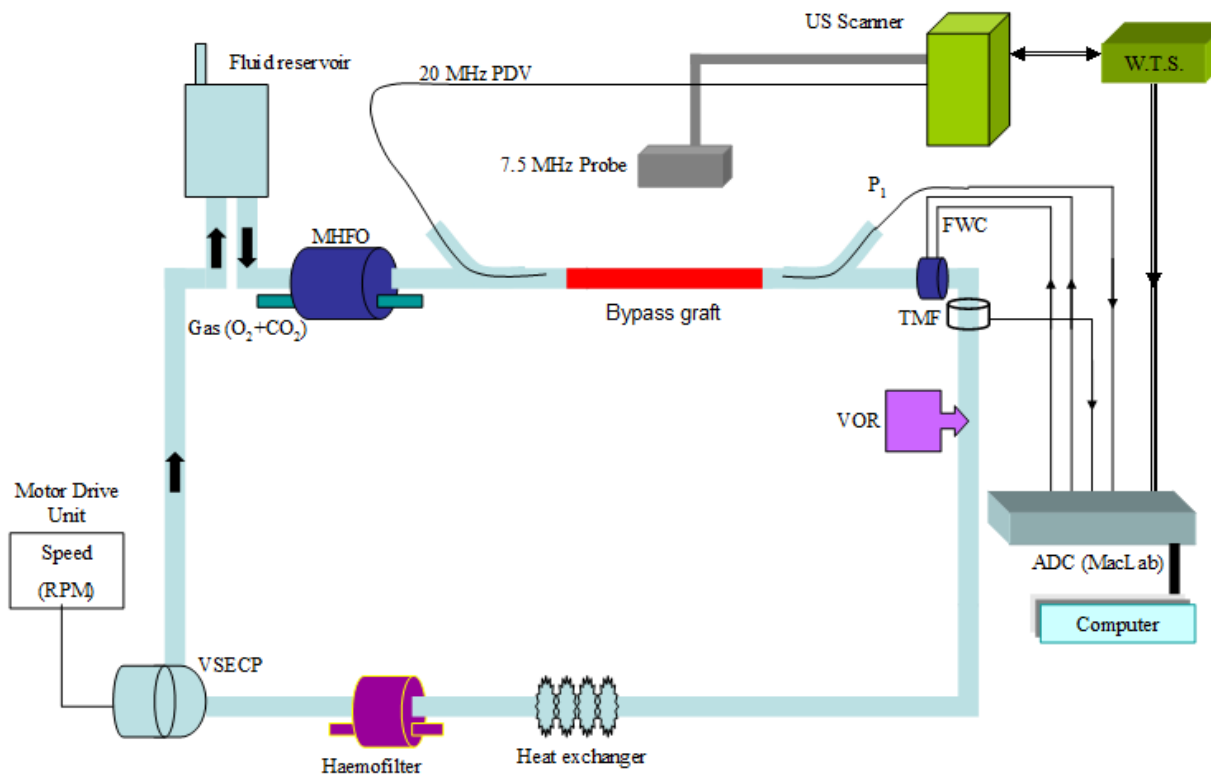 US Scanner
Fluid reservoir
20 MHz PDV
W.T.S.
7.5 MHz Probe
P₁
MHFO
FWC
Gas (O₂+CO₂)
Bypass graft
TMF
VOR
Motor Drive
Unit
Speed
(RPM)
ADC (MacLab)
Computer
VSECP
Heat exchanger
Haemofilter